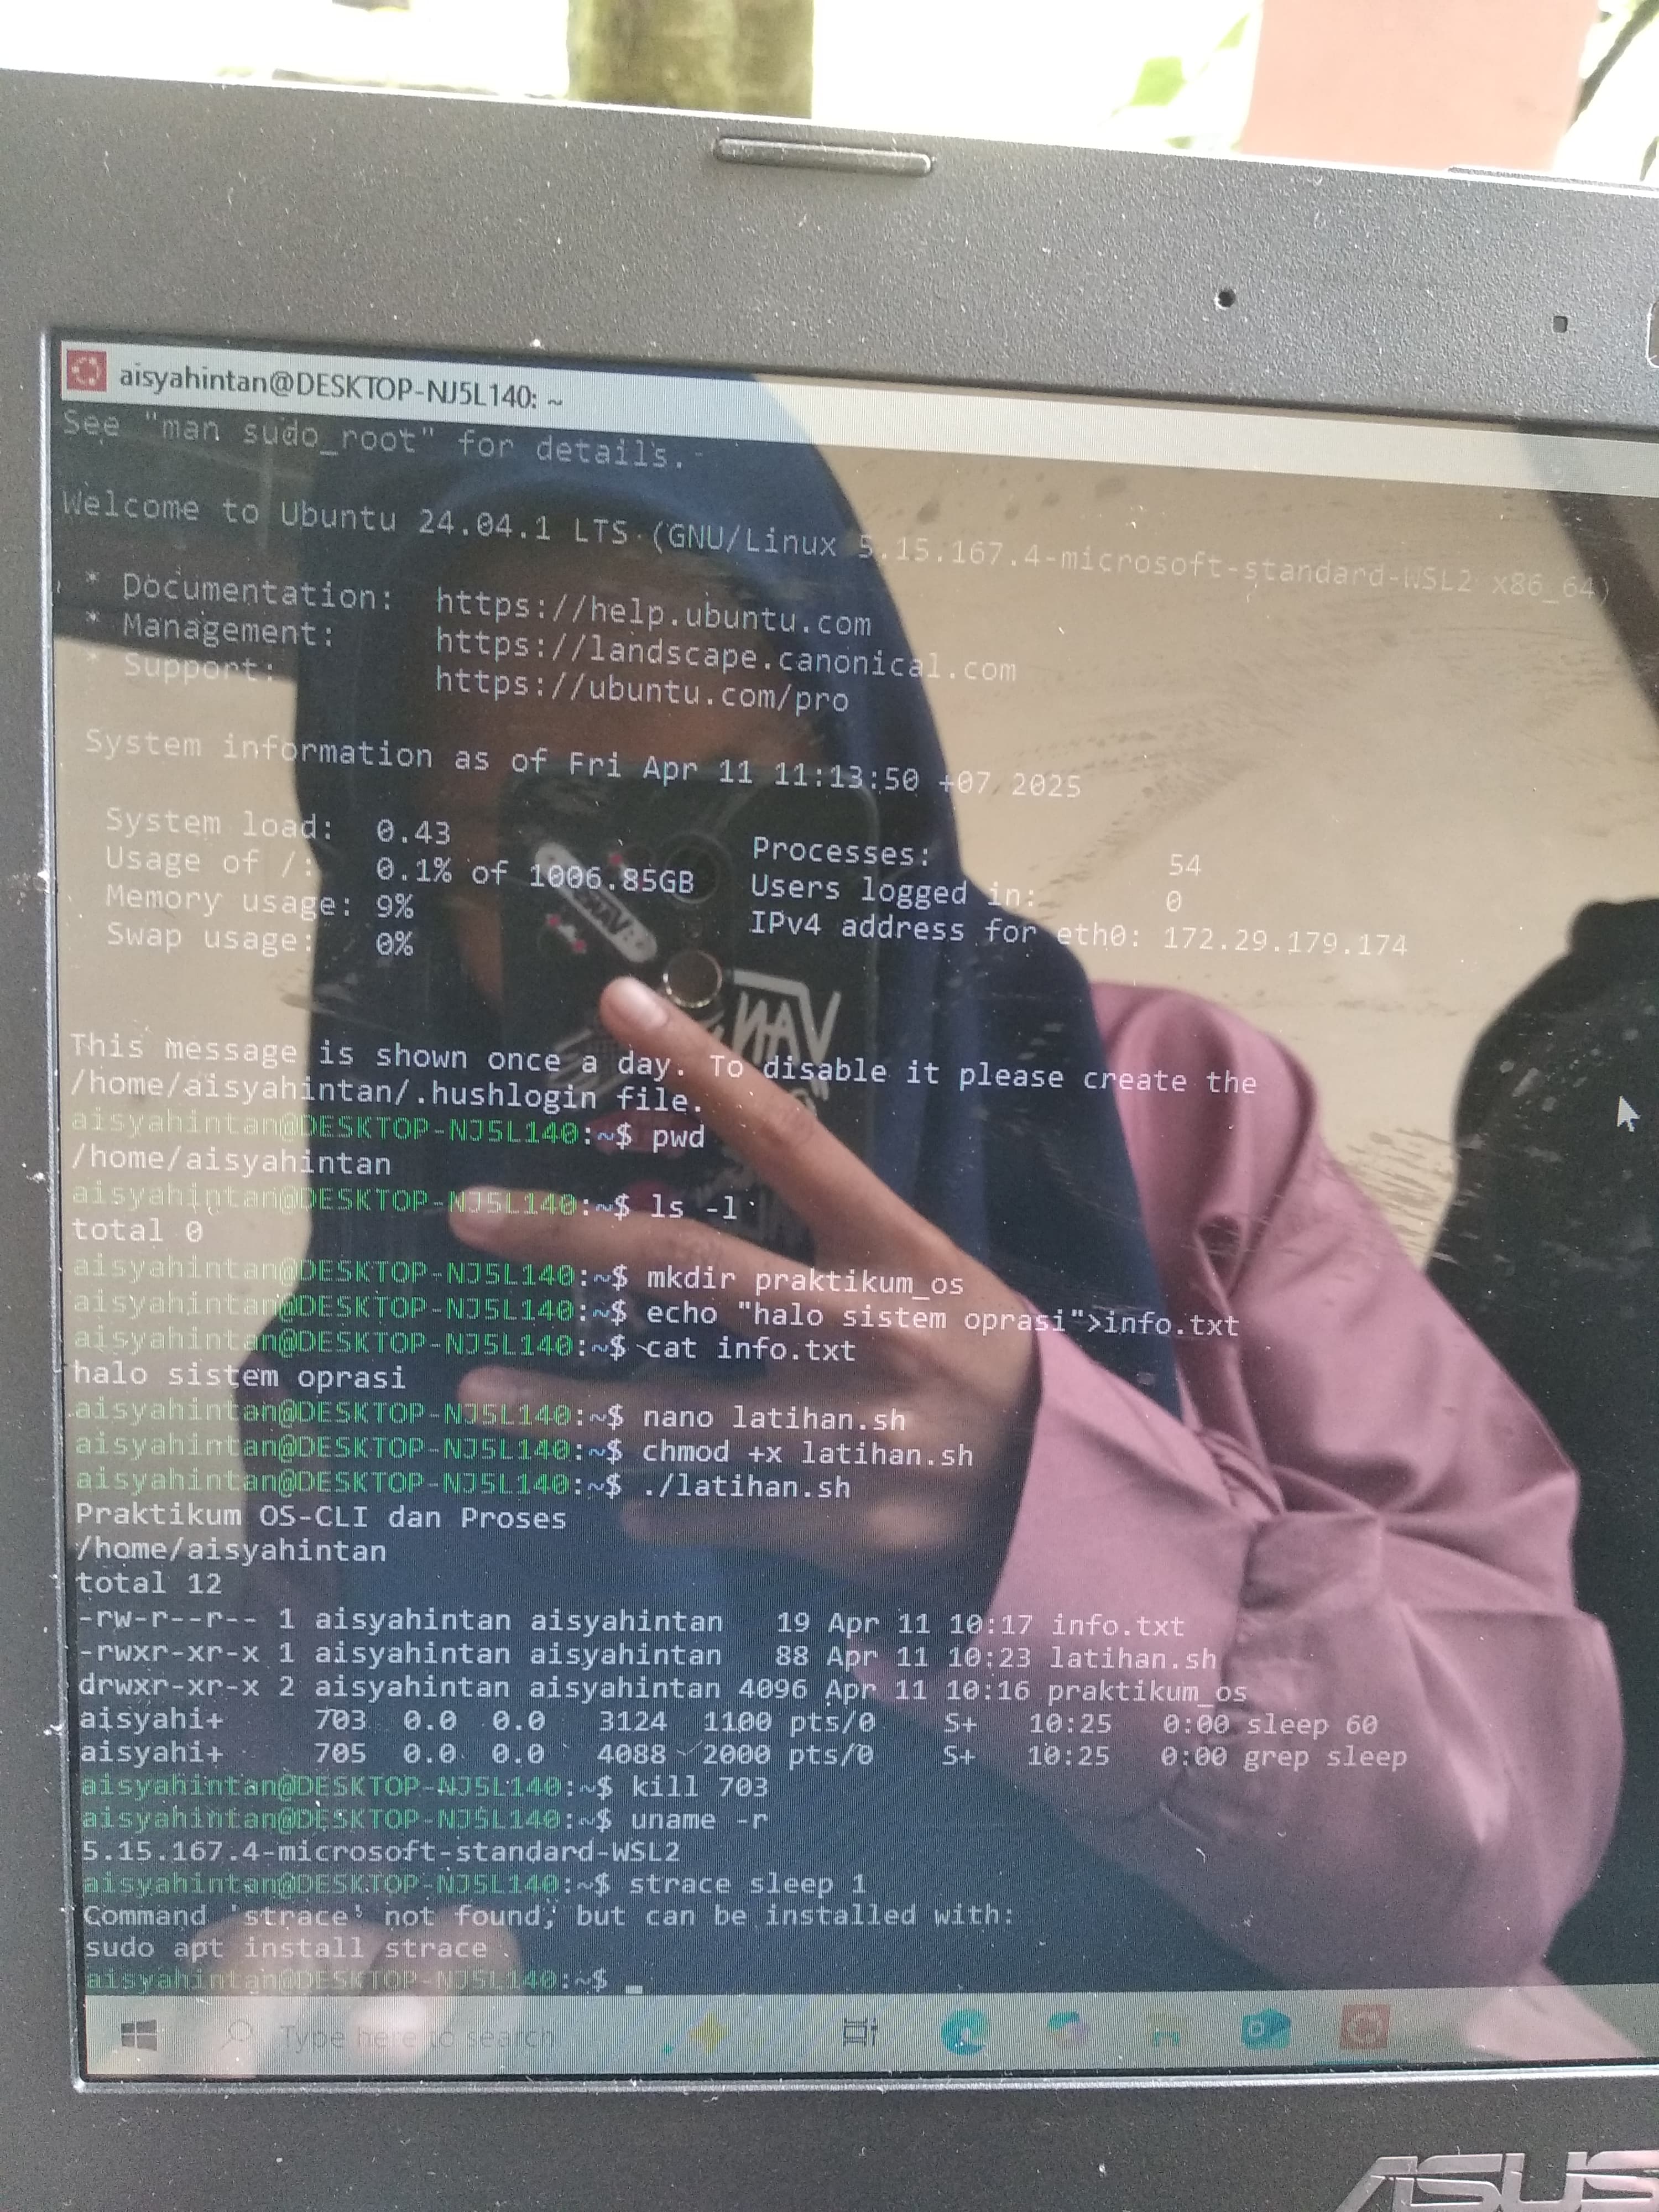 aisyahintan@DESKTOP-NJ5L140: ~
See "man sudo_root" for details.
Welcome to Ubuntu 24.04.1 LTS (GNU/Linux 5.15.167.4-microsoft-standard-WSL2 x86_64)
* Documentation: https://help.ubuntu.com
* Management: https://landscape.canonical.com
* Support: https://ubuntu.com/pro
System information as of Fri Apr 11 11:13:50 +07 2025
System load: 0.43 Processes: 54
Usage of /: 0.1% of 1006.85GB Users logged in: 0
Memory usage: 9% IPv4 address for eth0: 172.29.179.174
Swap usage: 0%
This message is shown once a day. To disable it please create the
/home/aisyahintan/.hushlogin file.
aisyahintan@DESKTOP-NJ5L140:~$ pwd
/home/aisyahintan
aisyahintan@DESKTOP-NJ5L140:~$ ls -l
total 0
aisyahintan@DESKTOP-NJ5L140:~$ mkdir praktikum_os
aisyahintan@DESKTOP-NJ5L140:~$ echo "halo sistem oprasi">info.txt
aisyahintan@DESKTOP-NJ5L140:~$ cat info.txt
halo sistem oprasi
aisyahintan@DESKTOP-NJ5L140:~$ nano latihan.sh
aisyahintan@DESKTOP-NJ5L140:~$ chmod +x latihan.sh
aisyahintan@DESKTOP-NJ5L140:~$ ./latihan.sh
Praktikum OS-CLI dan Proses
/home/aisyahintan
total 12
-rw-r--r-- 1 aisyahintan aisyahintan 19 Apr 11 10:17 info.txt
-rwxr-xr-x 1 aisyahintan aisyahintan 88 Apr 11 10:23 latihan.sh
drwxr-xr-x 2 aisyahintan aisyahintan 4096 Apr 11 10:16 praktikum_os
aisyahi+ 703 0.0 0.0 3124 1100 pts/0 S+ 10:25 0:00 sleep 60
aisyahi+ 705 0.0 0.0 4088 2000 pts/0 S+ 10:25 0:00 grep sleep
aisyahintan@DESKTOP-NJ5L140:~$ kill 703
aisyahintan@DESKTOP-NJ5L140:~$ uname -r
5.15.167.4-microsoft-standard-WSL2
aisyahintan@DESKTOP-NJ5L140:~$ strace sleep 1
Command 'strace' not found, but can be installed with:
sudo apt install strace
aisyahintan@DESKTOP-NJ5L140:~$
Type here to search
ASUS